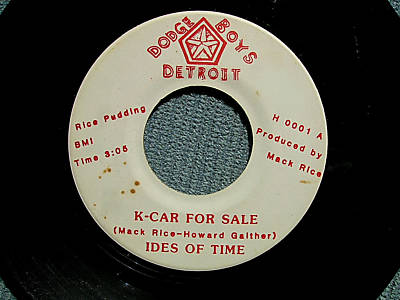 DODGE BOYS
DETROIT
Rice Pudding
BMI
Time 3:05
H 0001 A
Produced by
Mack Rice
K-CAR FOR SALE
(Mack Rice-Howard Gaither)
IDES OF TIME